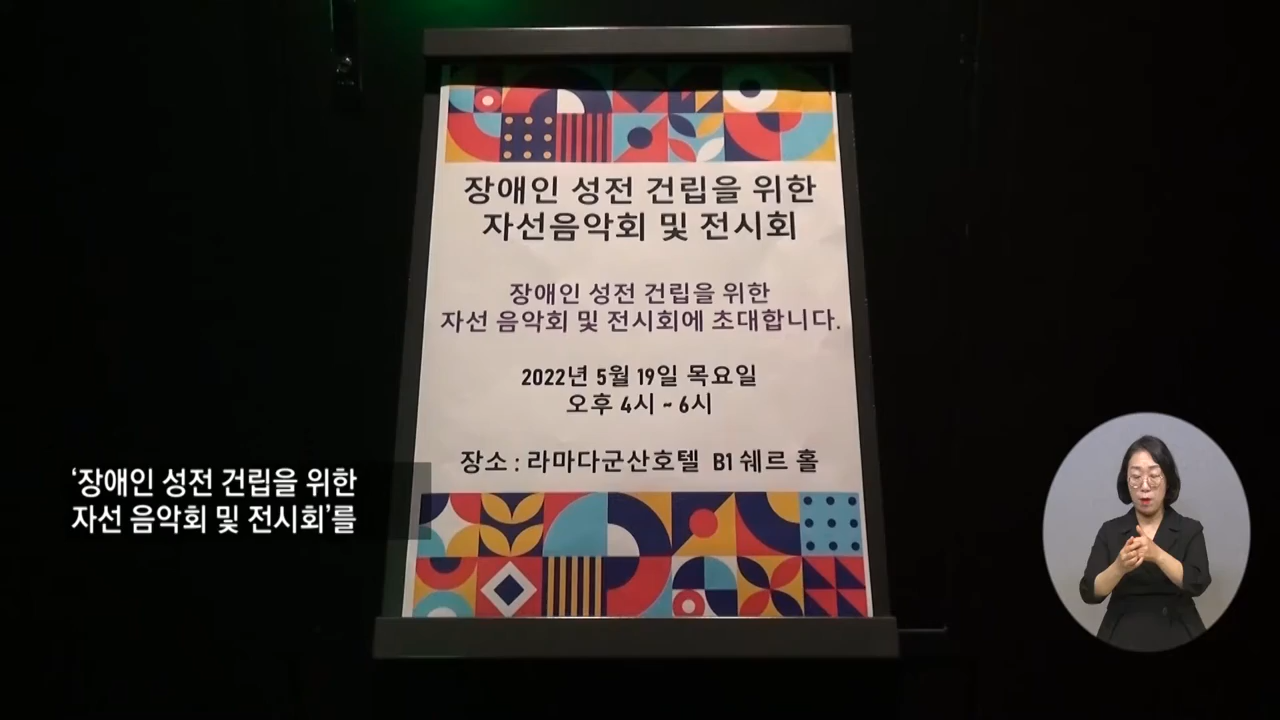 장애인 성전 건립을 위한
자선음악회 및 전시회
장애인 성전 건립을 위한
자선 음악회 및 전시회에 초대합니다.
2022년 5월 19일 목요일
오후 4시 ~ 6시
장소 : 라마다군산호텔 B1 쉐르 홀
‘장애인 성전 건립을 위한
자선 음악회 및 전시회’를